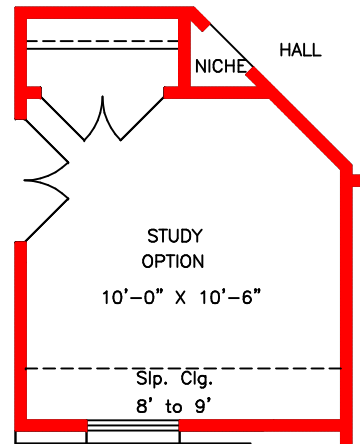 HALL
NICHE
STUDY
OPTION
10'-0" X 10'-6"
Slp. Clg.
8' to 9'